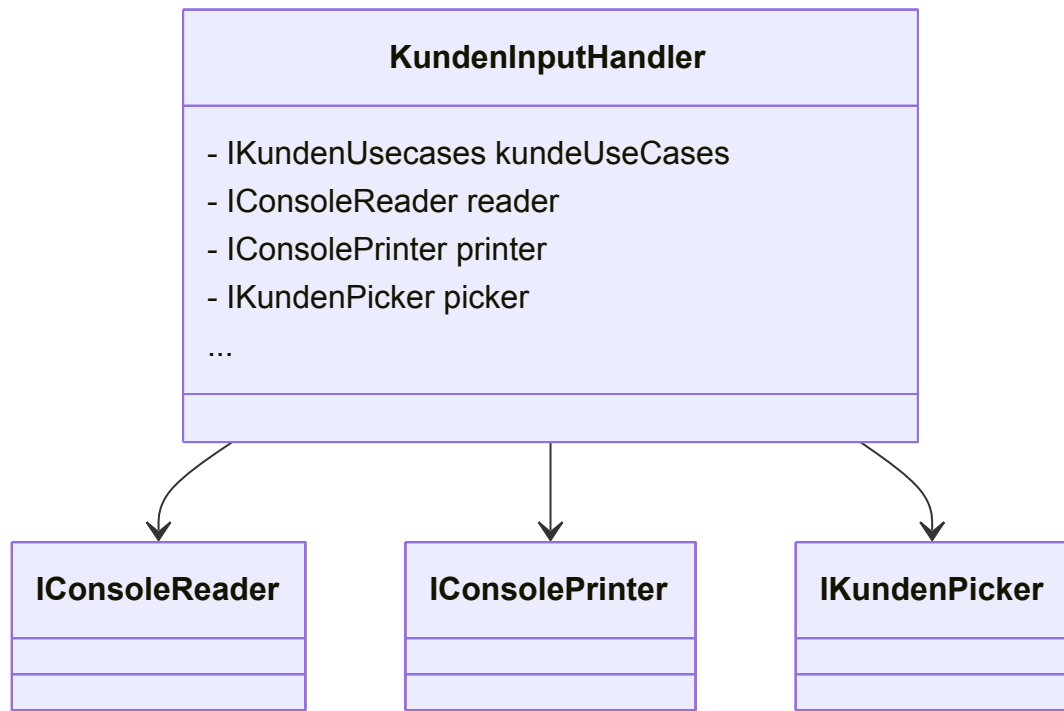 KundenInputHandler
- IKundenUsecases kundeUseCases
- IConsoleReader reader
- IConsolePrinter printer
- IKundenPicker picker
...
IConsoleReader
IConsolePrinter
IKundenPicker